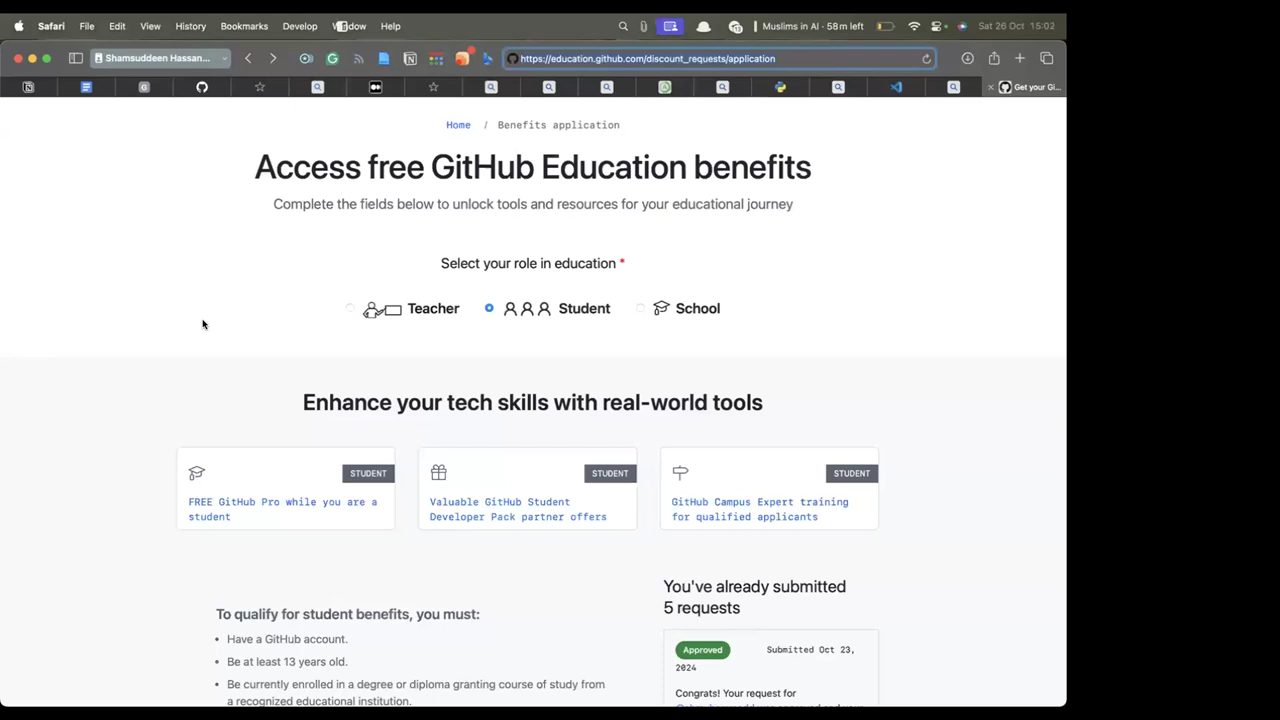 Safari File Edit View History Bookmarks Develop Window Help
Muslims in AI · 58m left
Sat 26 Oct 15:02
Shamsuddeen Hassan...
https://education.github.com/discount_requests/application
Get your Gi...
Home / Benefits application
Access free GitHub Education benefits
Complete the fields below to unlock tools and resources for your educational journey
Select your role in education *
Teacher Student School
Enhance your tech skills with real-world tools
STUDENT
FREE GitHub Pro while you are a
student
STUDENT
Valuable GitHub Student
Developer Pack partner offers
STUDENT
GitHub Campus Expert training
for qualified applicants
To qualify for student benefits, you must:
• Have a GitHub account.
• Be at least 13 years old.
• Be currently enrolled in a degree or diploma granting course of study from
a recognized educational institution.
You've already submitted
5 requests
Approved Submitted Oct 23,
2024
Congrats! Your request for